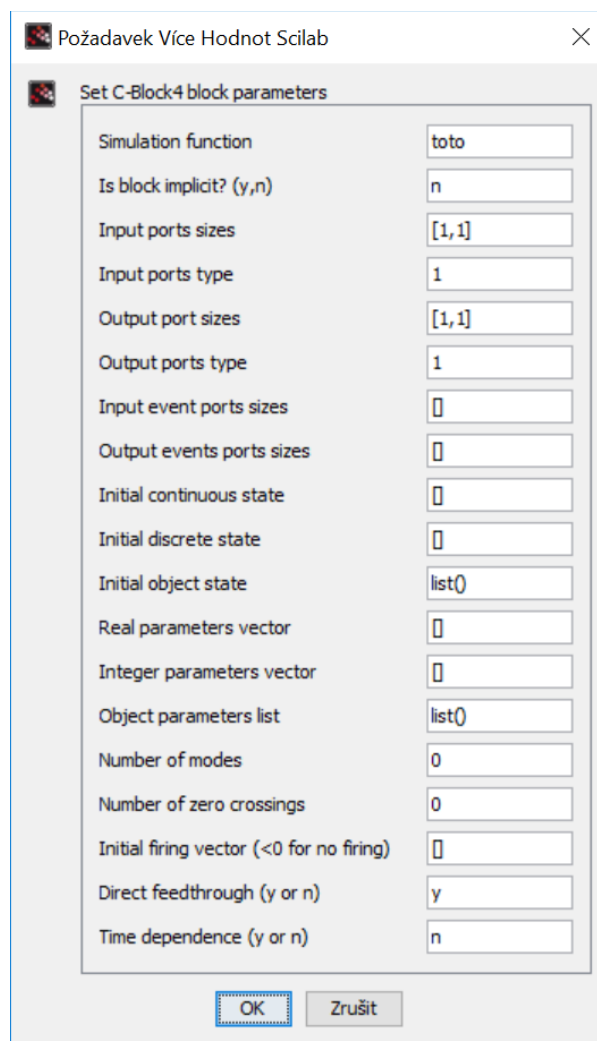 Požadavek Více Hodnot Scilab
Set C-Block4 block parameters
Simulation function toto
Is block implicit? (y,n) n
Input ports sizes [1,1]
Input ports type 1
Output port sizes [1,1]
Output ports type 1
Input event ports sizes []
Output events ports sizes []
Initial continuous state []
Initial discrete state []
Initial object state list()
Real parameters vector []
Integer parameters vector []
Object parameters list list()
Number of modes 0
Number of zero crossings 0
Initial firing vector (<0 for no firing) []
Direct feedthrough (y or n) y
Time dependence (y or n) n
OK Zrušit